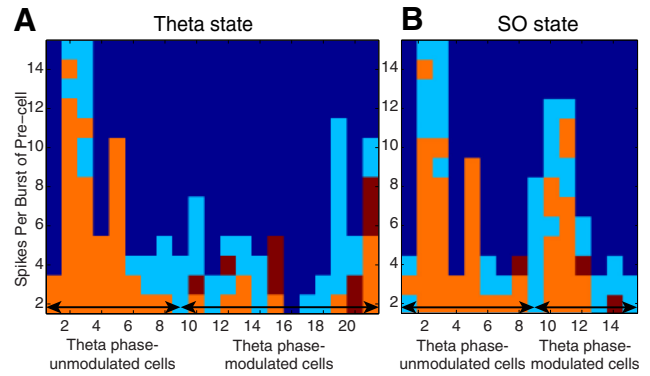 A
Theta state
B
SO state
Spikes Per Burst of Pre-cell
14
12
10
8
6
4
2
14
12
10
8
6
4
2
2 4 6 8 10 12 14 16 18 20
2 4 6 8 10 12 14
Theta phase-
unmodulated cells
Theta phase-
modulated cells
Theta phase-
unmodulated cells
Theta phase-
modulated cells